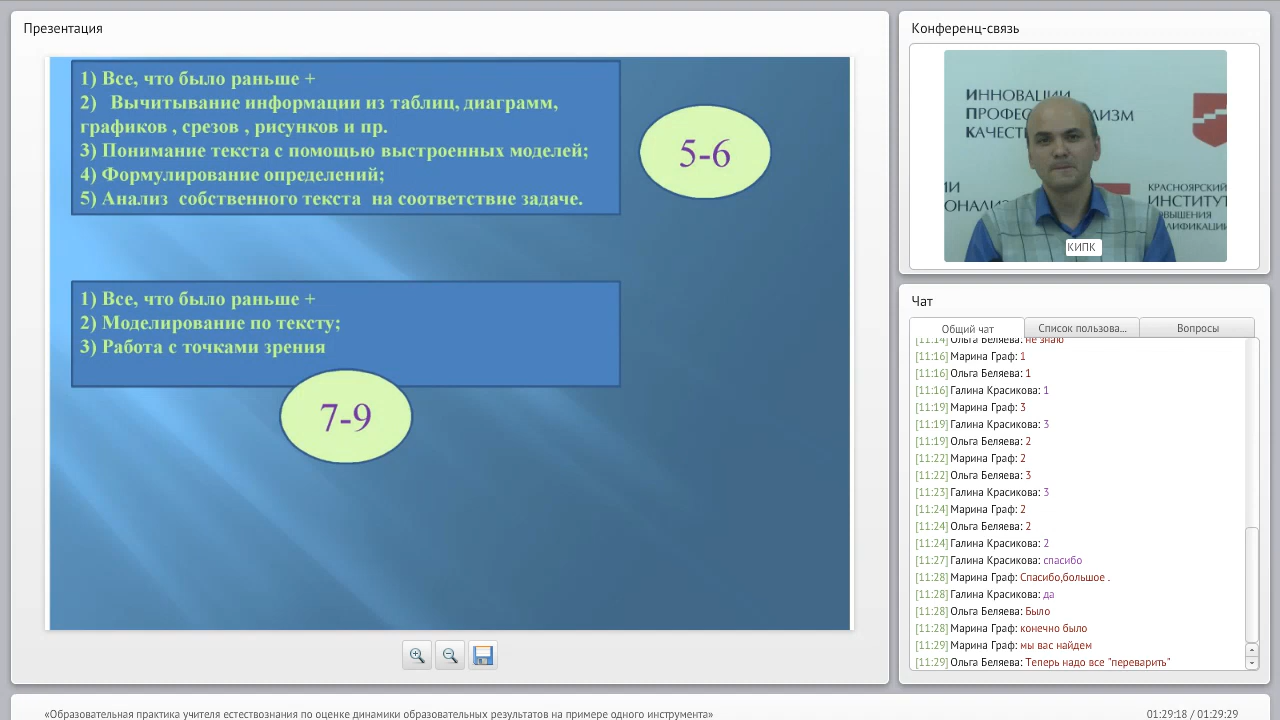 Презентация
1) Все, что было раньше +
2) Вычитывание информации из таблиц, диаграмм,
графиков , срезов , рисунков и пр.
3) Понимание текста с помощью выстроенных моделей;
4) Формулирование определений;
5) Анализ собственного текста на соответствие задаче.
5-6
1) Все, что было раньше +
2) Моделирование по тексту;
3) Работа с точками зрения
7-9
Конференц-связь
ИННОВАЦИИ
КРАСНОЯРСКИЙ
КИПК
Чат
Общий чат
Список пользова...
Вопросы
[11:14] Ольга Беляева: не знаю
[11:16] Марина Граф: 1
[11:16] Ольга Беляева: 1
[11:16] Галина Красикова: 1
[11:19] Марина Граф: 3
[11:19] Галина Красикова: 3
[11:19] Ольга Беляева: 2
[11:22] Марина Граф: 2
[11:22] Ольга Беляева: 3
[11:23] Галина Красикова: 3
[11:24] Марина Граф: 2
[11:24] Ольга Беляева: 2
[11:24] Галина Красикова: 2
[11:27] Галина Красикова: спасибо
[11:28] Марина Граф: Спасибо,большое .
[11:28] Галина Красикова: да
[11:28] Ольга Беляева: Было
[11:28] Марина Граф: конечно было
[11:29] Марина Граф: мы вас найдем
[11:29] Ольга Беляева: Теперь надо все "переварить"
«Образовательная практика учителя естествознания по оценке динамики образовательных результатов на примере одного инструмента»
01:29:18 / 01:29:29